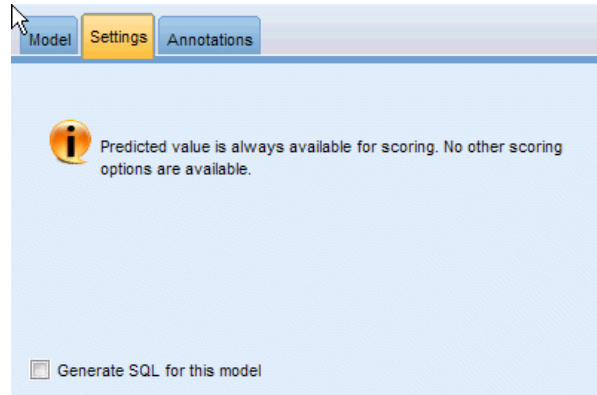 Model Settings Annotations
Predicted value is always available for scoring. No other scoring
options are available.
Generate SQL for this model